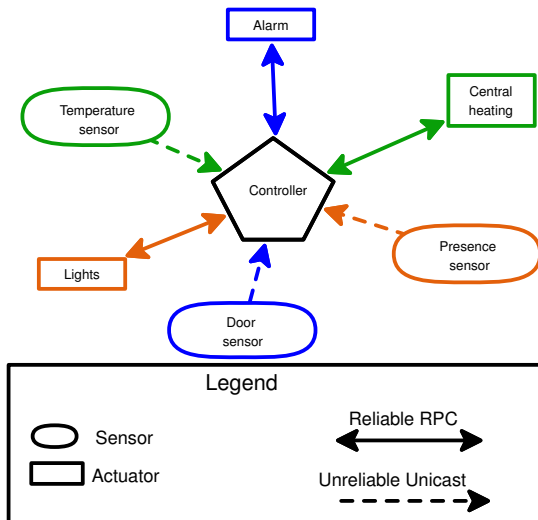 Alarm
Temperature
sensor
Central
heating
Controller
Presence
sensor
Lights
Door
sensor
Legend
Reliable RPC
Sensor
Actuator
Unreliable Unicast